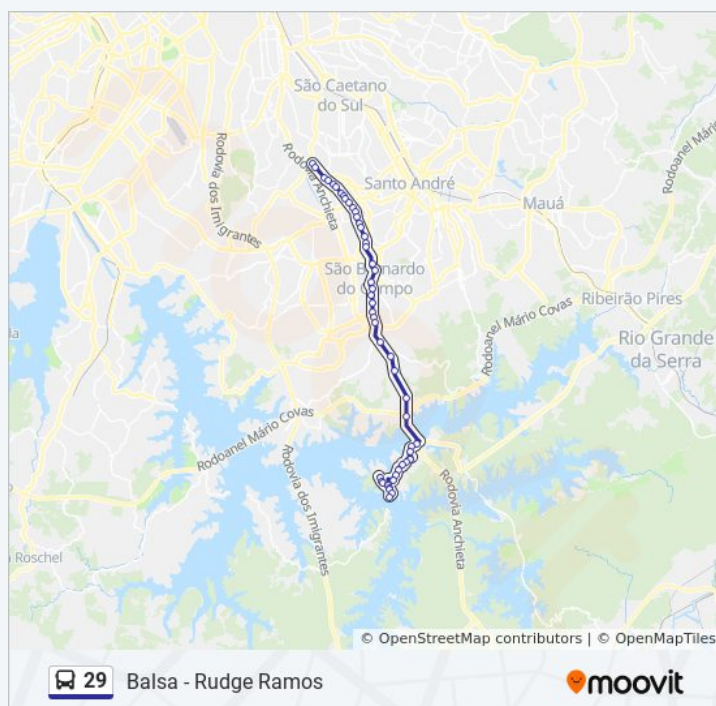 São Caetano
do Sul
Rodovia dos Imigrantes
Rodovia Anchieta
Santo André
Mauá
Rodoanel Mário Covas
São Bernardo
do Campo
Ribeirão Pires
Rodoanel Mário Covas
Rio Grande
da Serra
Rodoanel Mário Covas
Rodovia dos Imigrantes
Rodovia Anchieta
a Roschel
© OpenStreetMap contributors | © OpenMapTiles
29 Balsa - Rudge Ramos
moovit